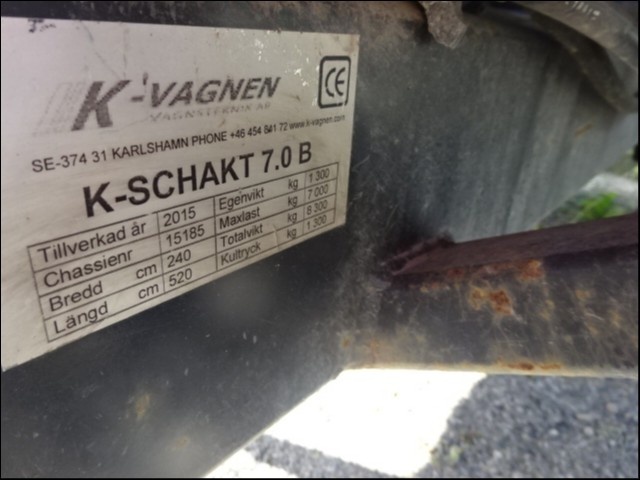 K-VAGNEN
VAGNSTEKNIK AB
CE
SE-374 31 KARLSHAMN PHONE +46 454 841 72 www.k-vagnen.com
K-SCHAKT 7.0 B
Tillverkad år 2015 Egenvikt kg 1 300
Chassienr 15185 Maxlast kg 7 000
Bredd cm 240 Totalvikt kg 8 300
Längd cm 520 Kultryck kg 1 300